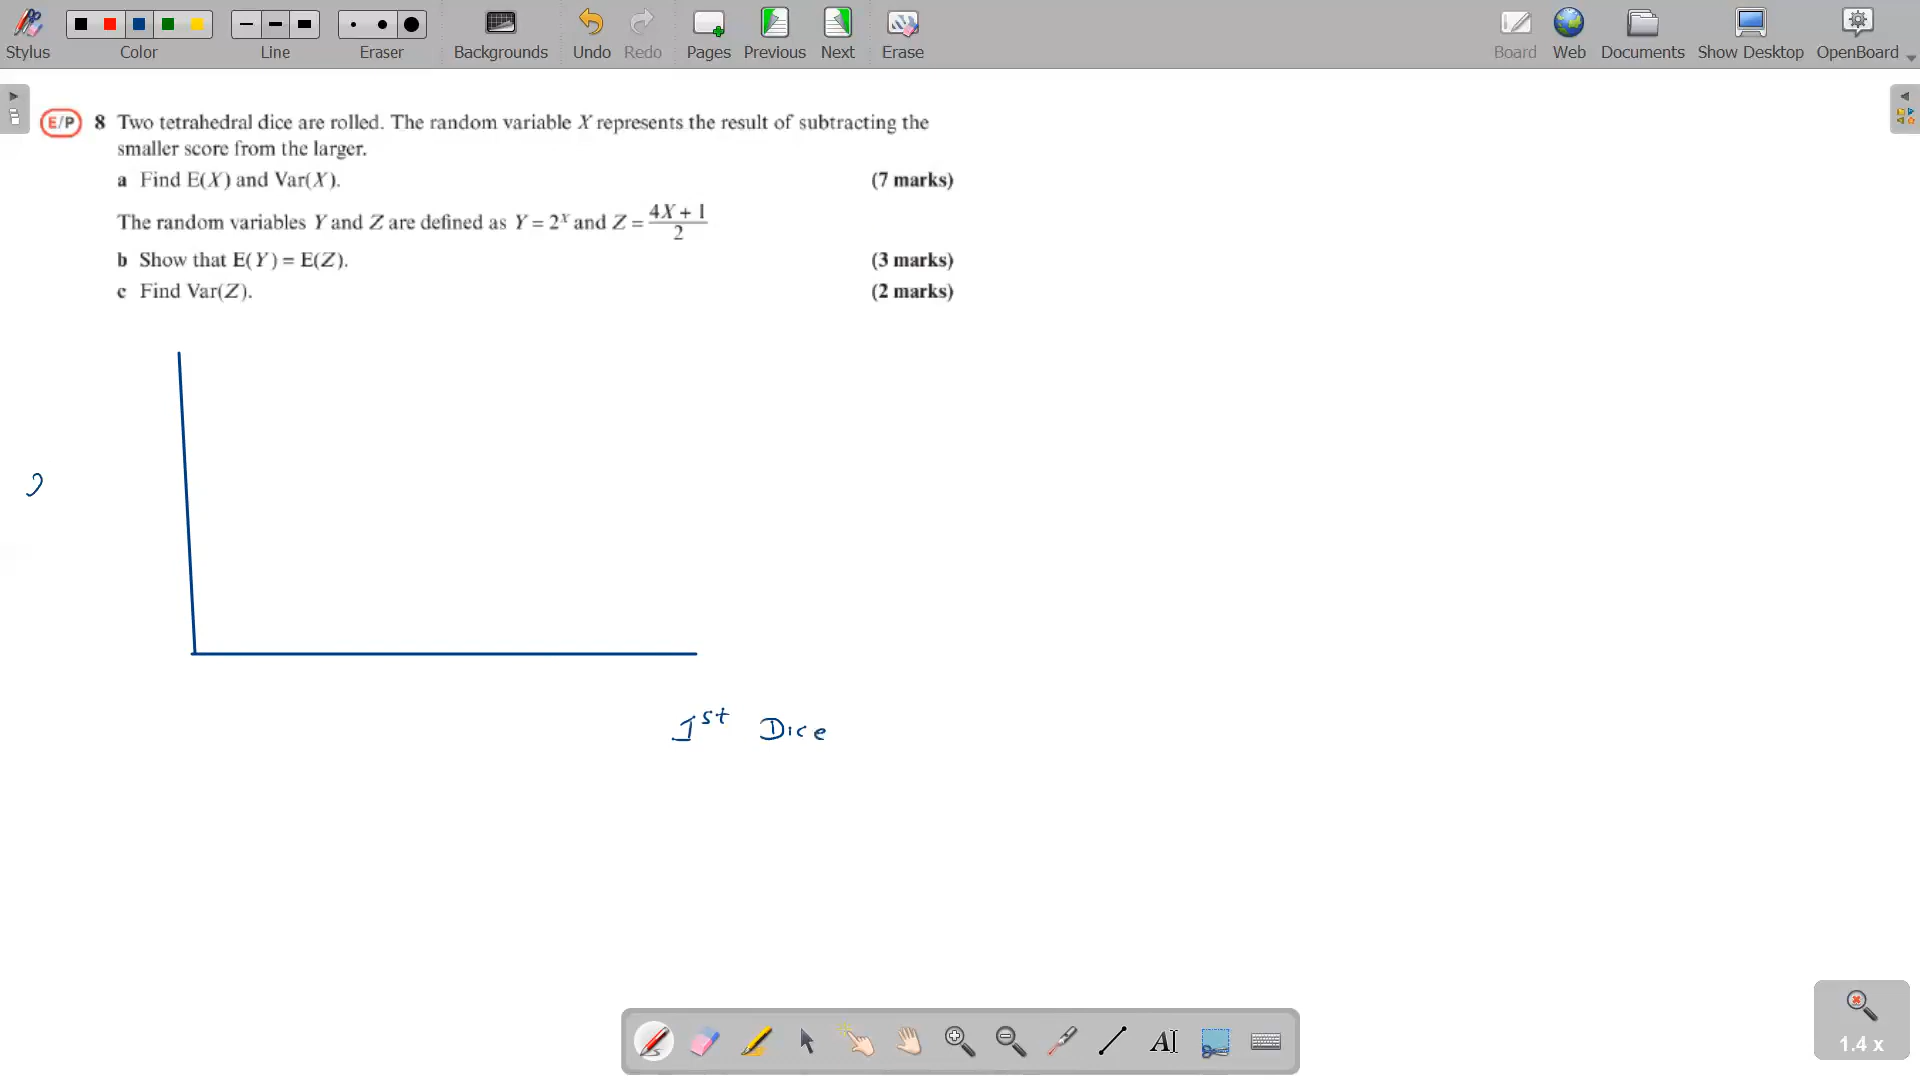 Stylus
Color
Line
Eraser
Backgrounds
Undo
Redo
Pages
Previous
Next
Erase
Board
Web
Documents
Show Desktop
OpenBoard
E/P 8 Two tetrahedral dice are rolled. The random variable X represents the result of subtracting the
smaller score from the larger.
a Find E(X) and Var(X). (7 marks)
The random variables Y and Z are defined as Y = 2^X and Z = (4X + 1)/2
b Show that E(Y) = E(Z). (3 marks)
c Find Var(Z). (2 marks)
1st Dice
1.4 x